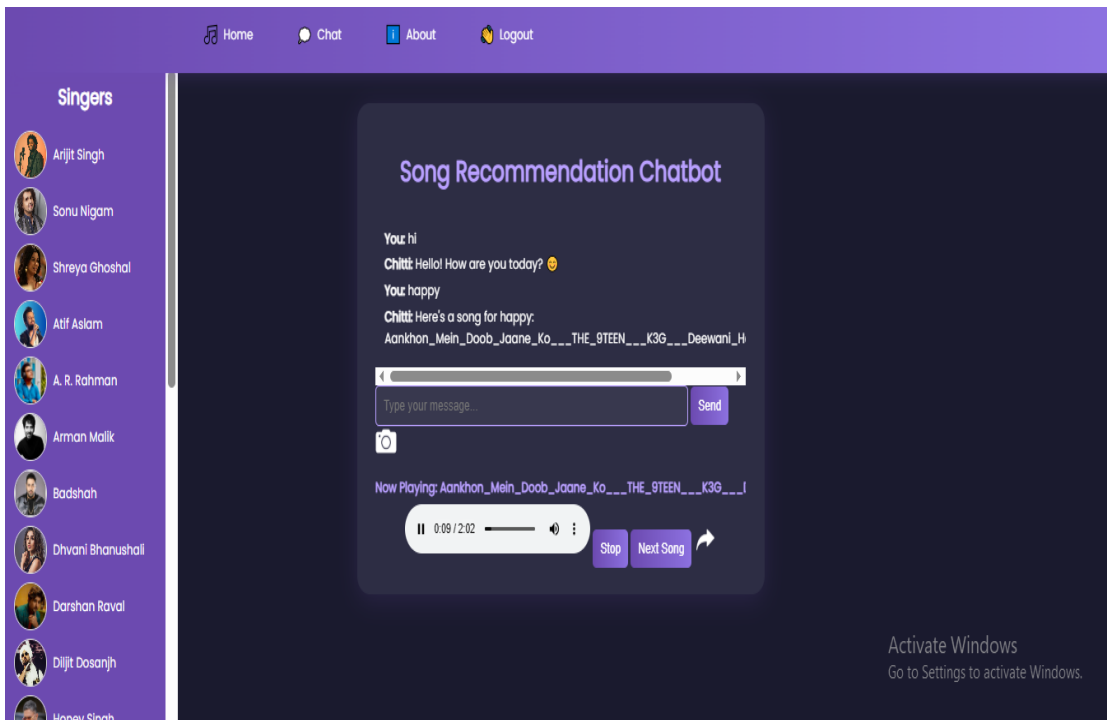 Home Chat i About Logout
Singers
Arijit Singh
Sonu Nigam
Shreya Ghoshal
Atif Aslam
A. R. Rahman
Arman Malik
Badshah
Dhvani Bhanushali
Darshan Raval
Diljit Dosanjh
Honey Singh
Song Recommendation Chatbot
You: hi
Chitti: Hello! How are you today? 😊
You: happy
Chitti: Here's a song for happy:
Aankhon_Mein_Doob_Jaane_Ko___THE_9TEEN___K3G___Deewani_H
Type your message...
Send
Now Playing: Aankhon_Mein_Doob_Jaane_Ko___THE_9TEEN___K3G___
0:09 / 2:02
Stop Next Song
Activate Windows
Go to Settings to activate Windows.